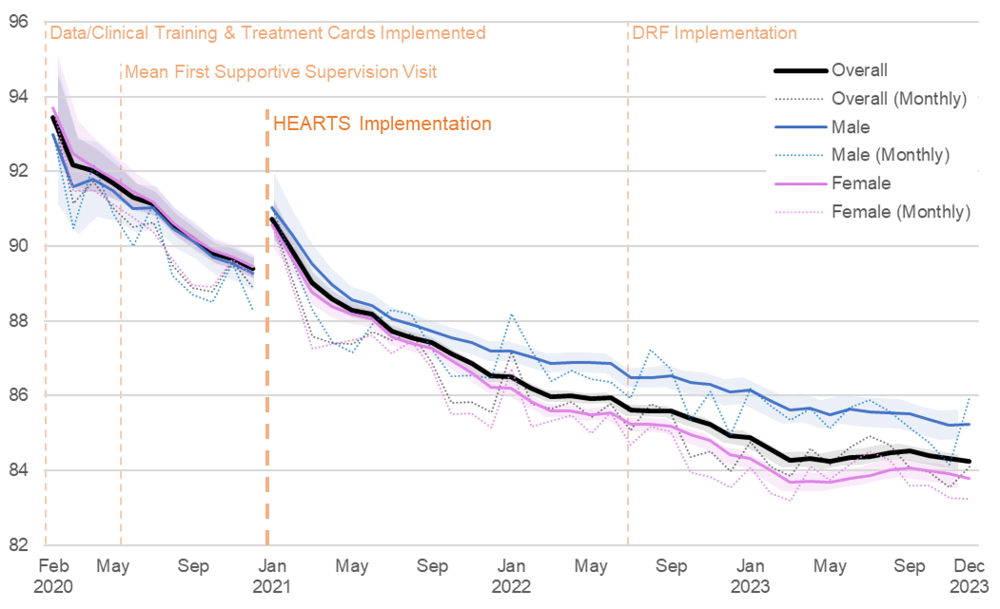 96
94
92
90
88
86
84
82
Data/Clinical Training & Treatment Cards Implemented
DRF Implementation
Mean First Supportive Supervision Visit
HEARTS Implementation
Overall
Overall (Monthly)
Male
Male (Monthly)
Female
Female (Monthly)
Feb May Sep Jan May Sep Jan May Sep Jan May Sep Dec
2020 2021 2022 2023 2023